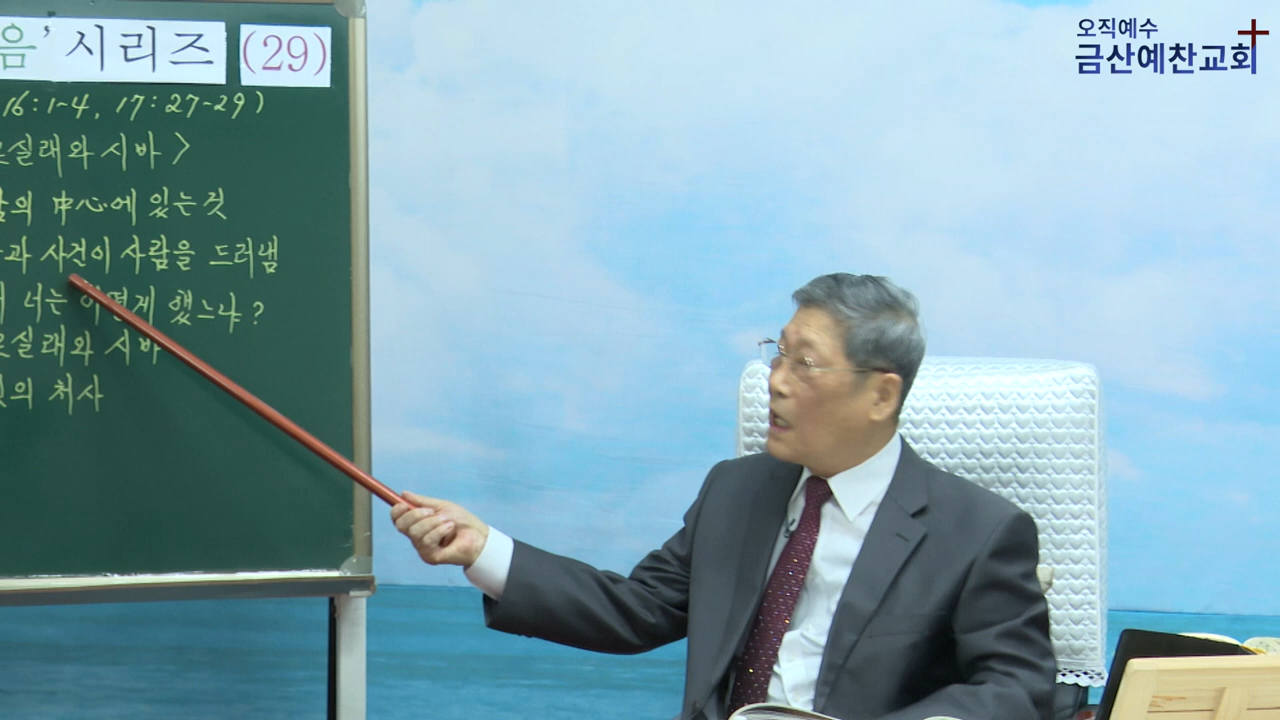 음' 시리즈 (29)
16:1~4, 17:27~29)
르실래와 시바 〉
의 中心에 있는 것
과 사건이 사람을 드러냄
너는 어떻게 했느냐?
르실래와 시바
의 처사
오직예수
금산예찬교회